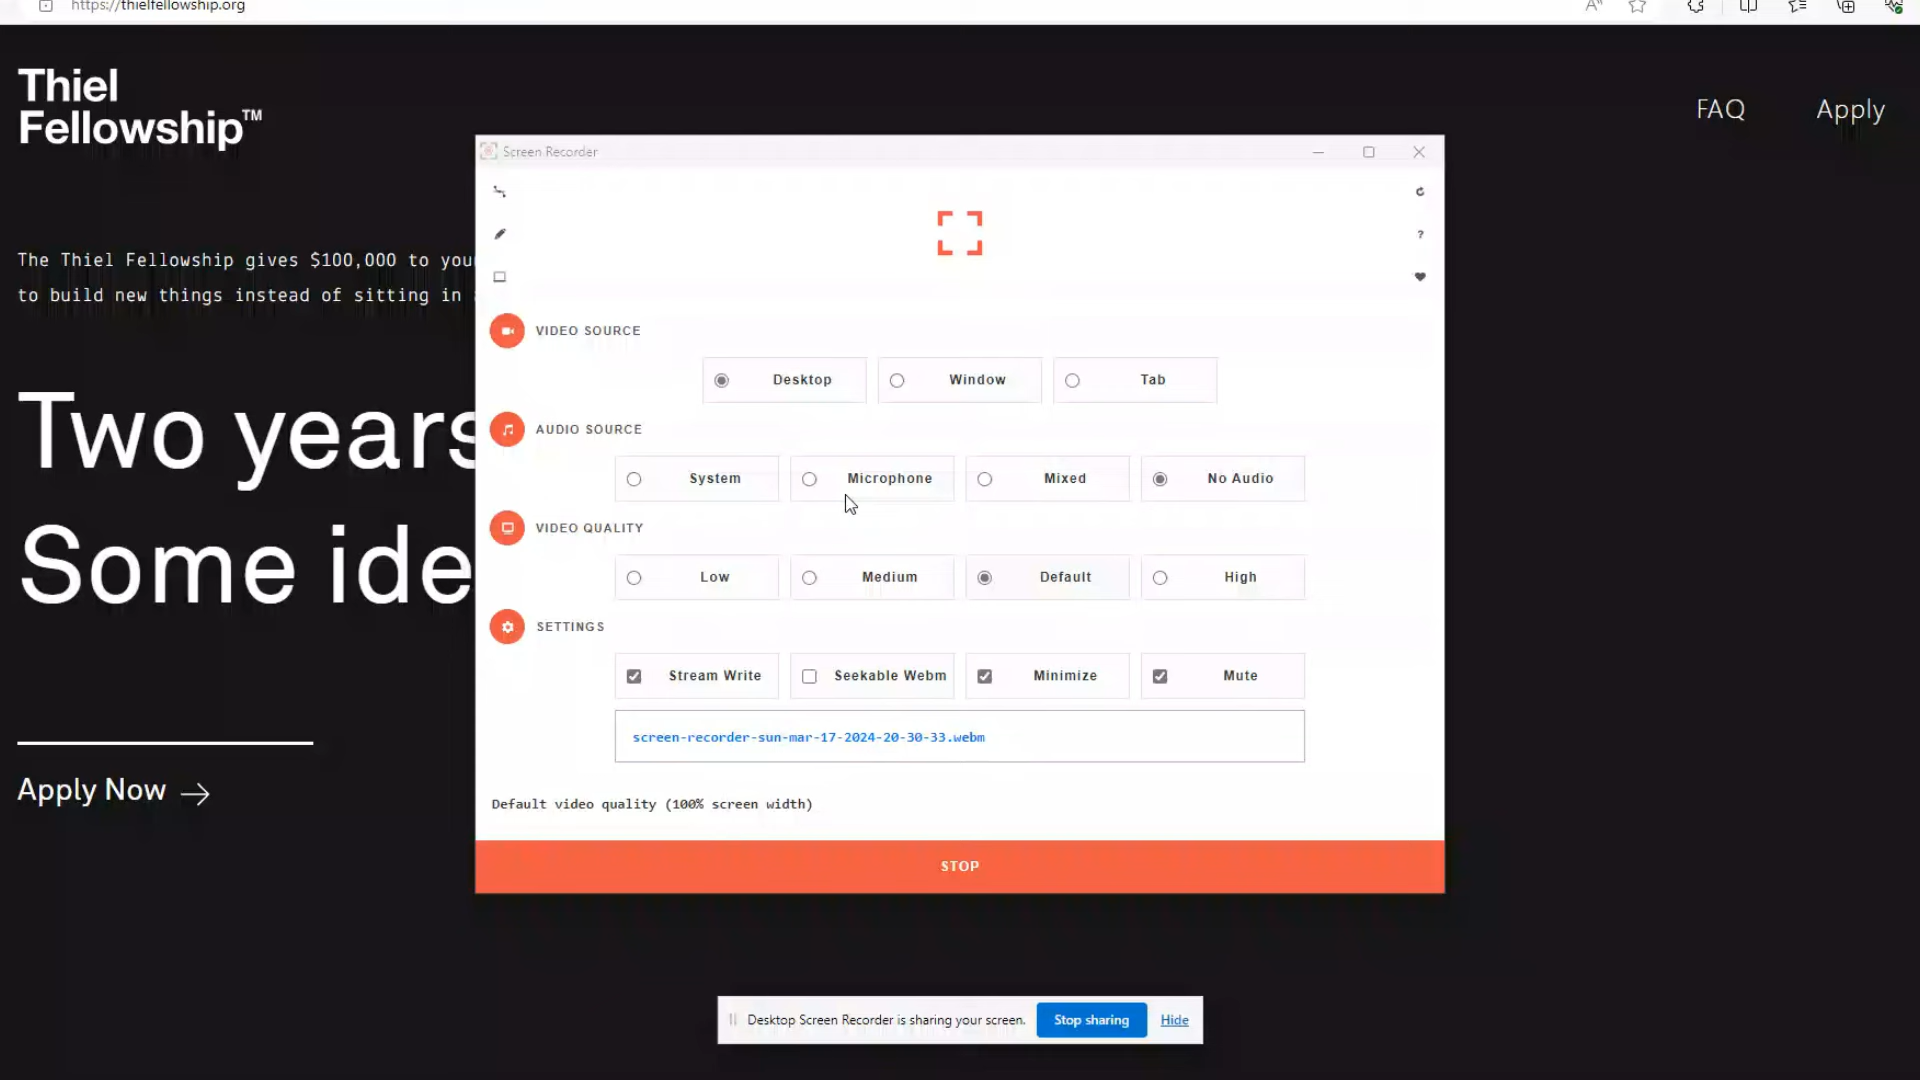 https://thielfellowship.org
Thiel
Fellowship™
FAQ
Apply
The Thiel Fellowship gives $100,000 to
to build new things instead of sitting in
Two years
Some
Apply Now →
Screen Recorder
?
VIDEO SOURCE
Desktop
Window
Tab
AUDIO SOURCE
System
Microphone
Mixed
No Audio
VIDEO QUALITY
Low
Medium
Default
High
SETTINGS
Stream Write
Seekable Webm
Minimize
Mute
screen-recorder-sun-mar-17-2024-20-30-33.webm
Default video quality (100% screen width)
STOP
Desktop Screen Recorder is sharing your screen.
Stop sharing
Hide